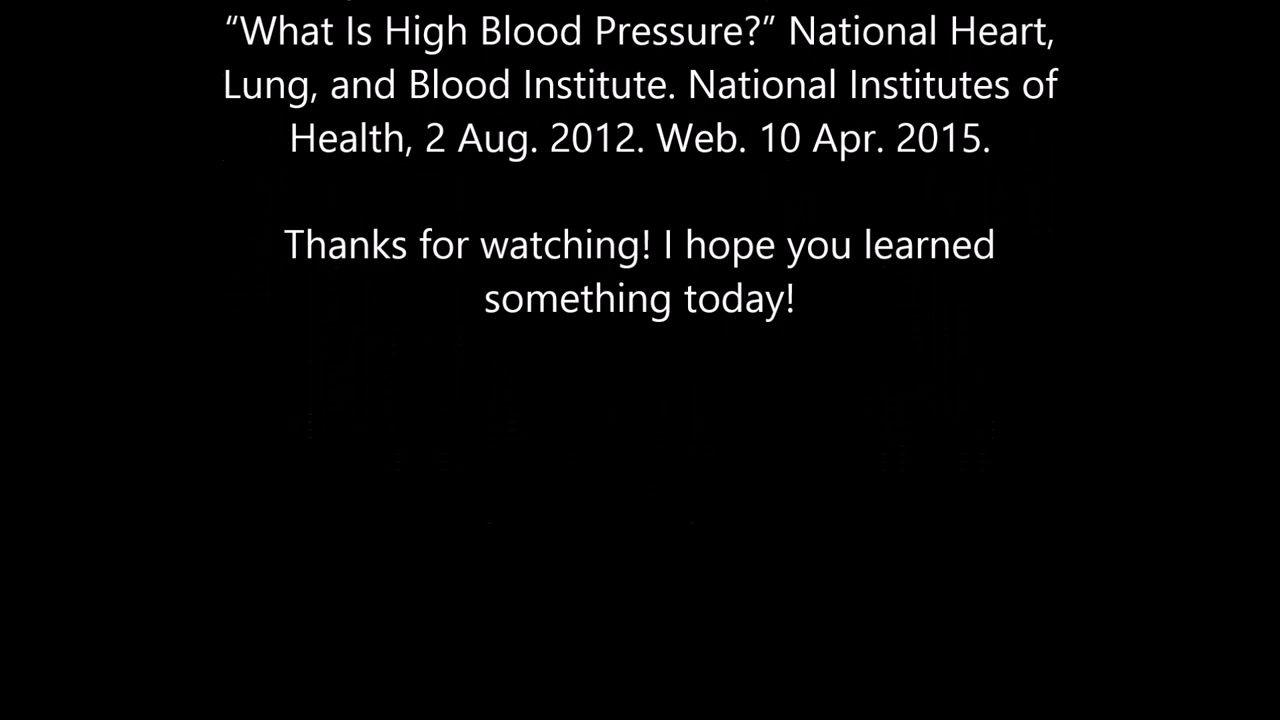 “What Is High Blood Pressure?” National Heart,
Lung, and Blood Institute. National Institutes of
Health, 2 Aug. 2012. Web. 10 Apr. 2015.
Thanks for watching! I hope you learned
something today!